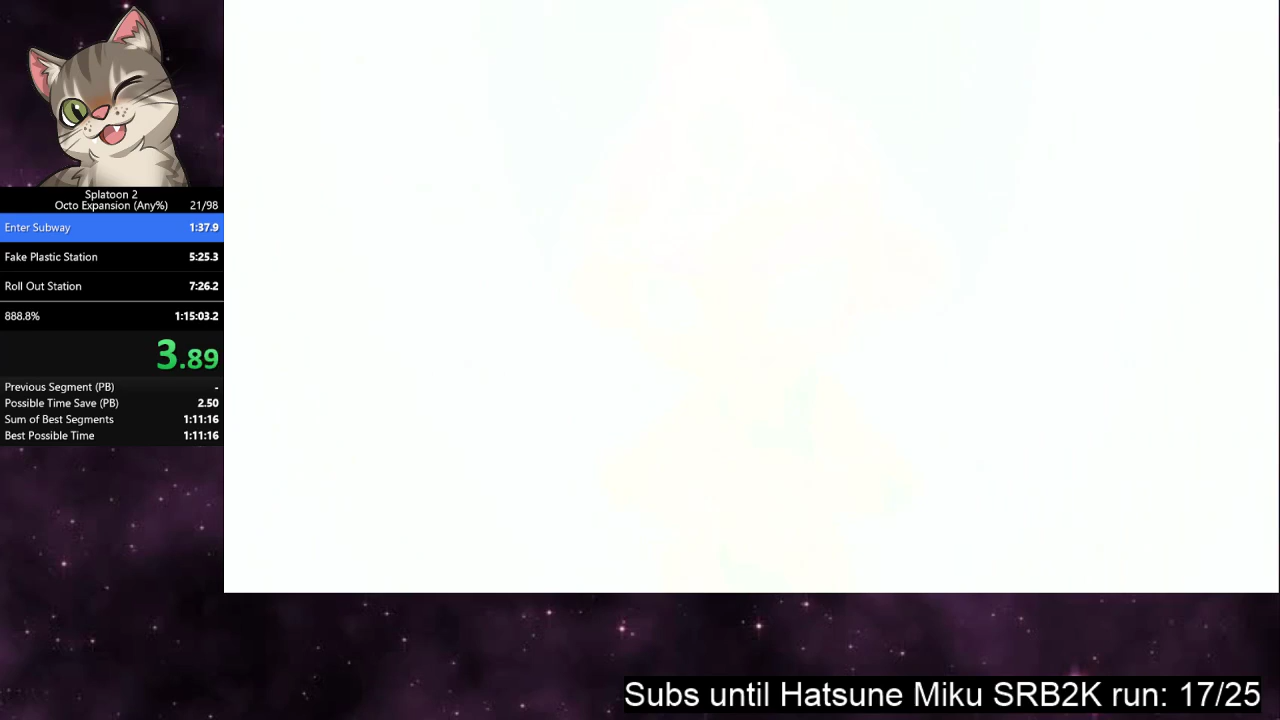 Splatoon 2
Octo Expansion (Any%) 21/98
Enter Subway 1:37.9
Fake Plastic Station 5:25.3
Roll Out Station 7:26.2
888.8% 1:15:03.2
3.89
Previous Segment (PB) -
Possible Time Save (PB) 2.50
Sum of Best Segments 1:11:16
Best Possible Time 1:11:16
Subs until Hatsune Miku SRB2K run: 17/25